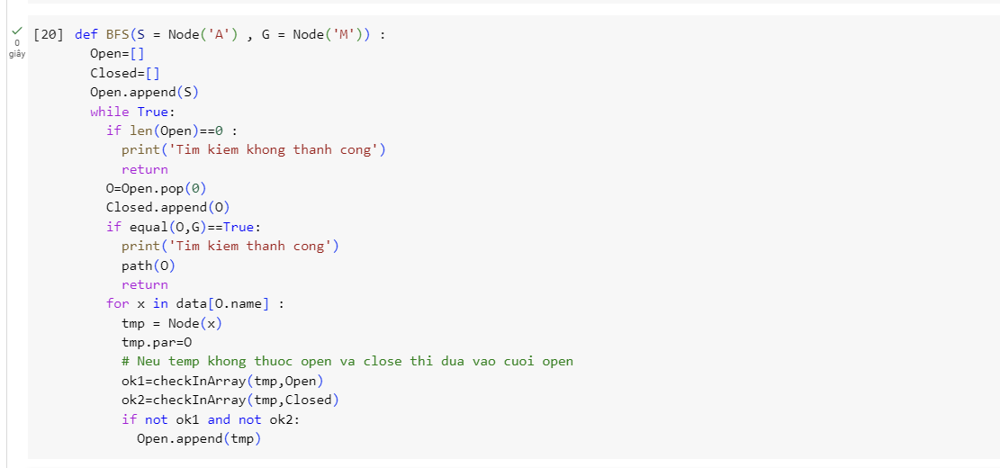 [20] def BFS(S = Node('A') , G = Node('M')) :
0
giây
Open=[]
Closed=[]
Open.append(S)
while True:
if len(Open)==0 :
print('Tim kiem khong thanh cong')
return
O=Open.pop(0)
Closed.append(O)
if equal(O,G)==True:
print('Tim kiem thanh cong')
path(O)
return
for x in data[O.name] :
tmp = Node(x)
tmp.par=O
# Neu temp khong thuoc open va close thi dua vao cuoi open
ok1=checkInArray(tmp,Open)
ok2=checkInArray(tmp,Closed)
if not ok1 and not ok2:
Open.append(tmp)